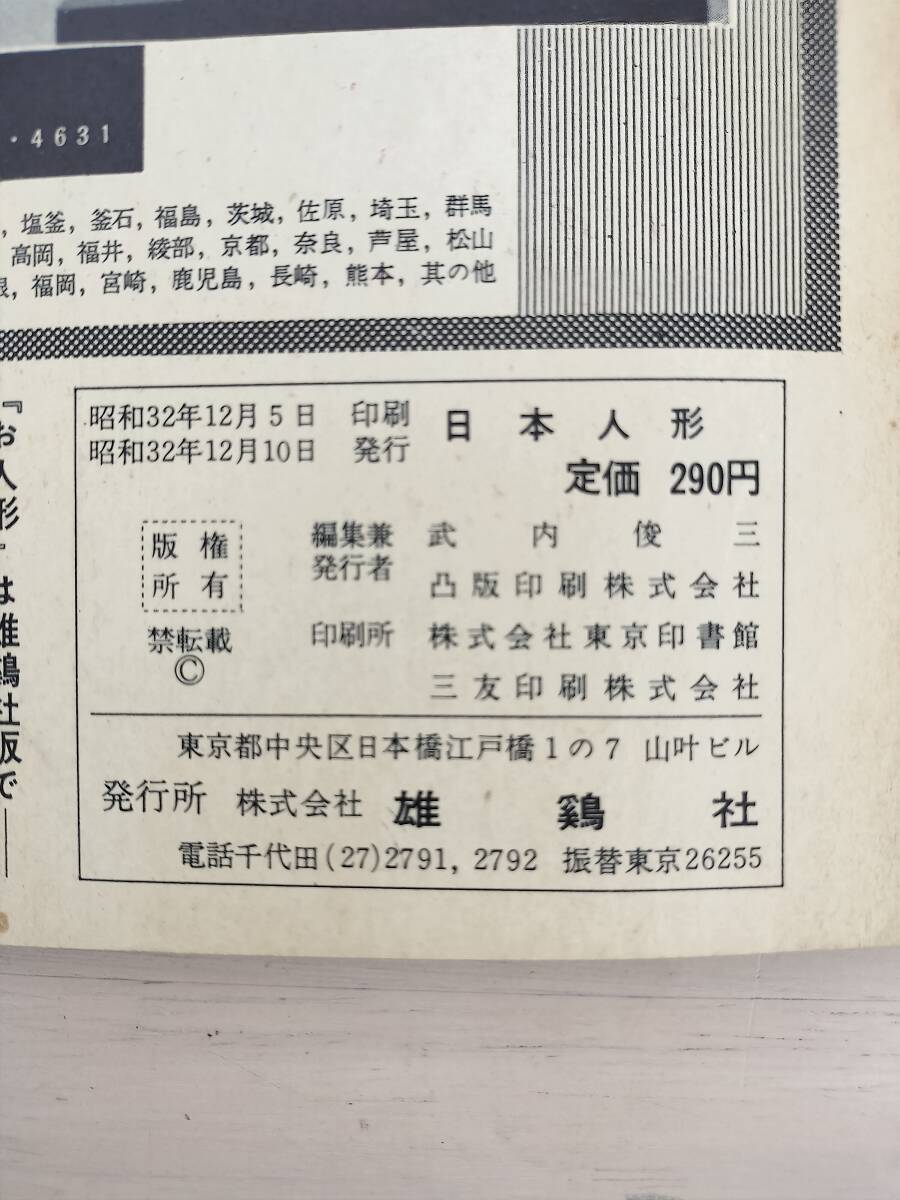 ・4631
，塩釜，釜石，福島，茨城，佐原，埼玉，群馬
高岡，福井，綾部，京都，奈良，芦屋，松山
根，福岡，宮崎，鹿児島，長崎，熊本，其の他
『お人形』は雄鶏社版で──
昭和32年12月5日 印刷
昭和32年12月10日 発行
日本人形
定価 290円
版権
所有
禁転載
©
編集兼
発行者
武内俊三
印刷所
凸版印刷株式会社
株式会社東京印書館
三友印刷株式会社
東京都中央区日本橋江戸橋1の7 山叶ビル
発行所 株式会社 雄鷄社
電話千代田(27)2791, 2792 振替東京26255